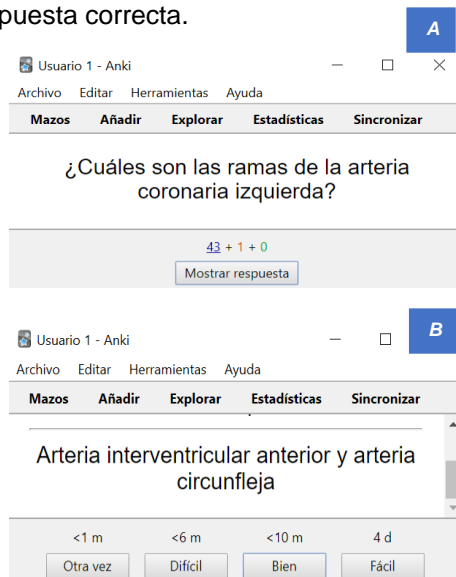 puesta correcta.
A
Usuario 1 - Anki
Archivo Editar Herramientas Ayuda
Mazos Añadir Explorar Estadísticas Sincronizar
¿Cuáles son las ramas de la arteria
coronaria izquierda?
43 + 1 + 0
Mostrar respuesta
B
Usuario 1 - Anki
Archivo Editar Herramientas Ayuda
Mazos Añadir Explorar Estadísticas Sincronizar
Arteria interventricular anterior y arteria
circunfleja
<1 m <6 m <10 m 4 d
Otra vez Difícil Bien Fácil